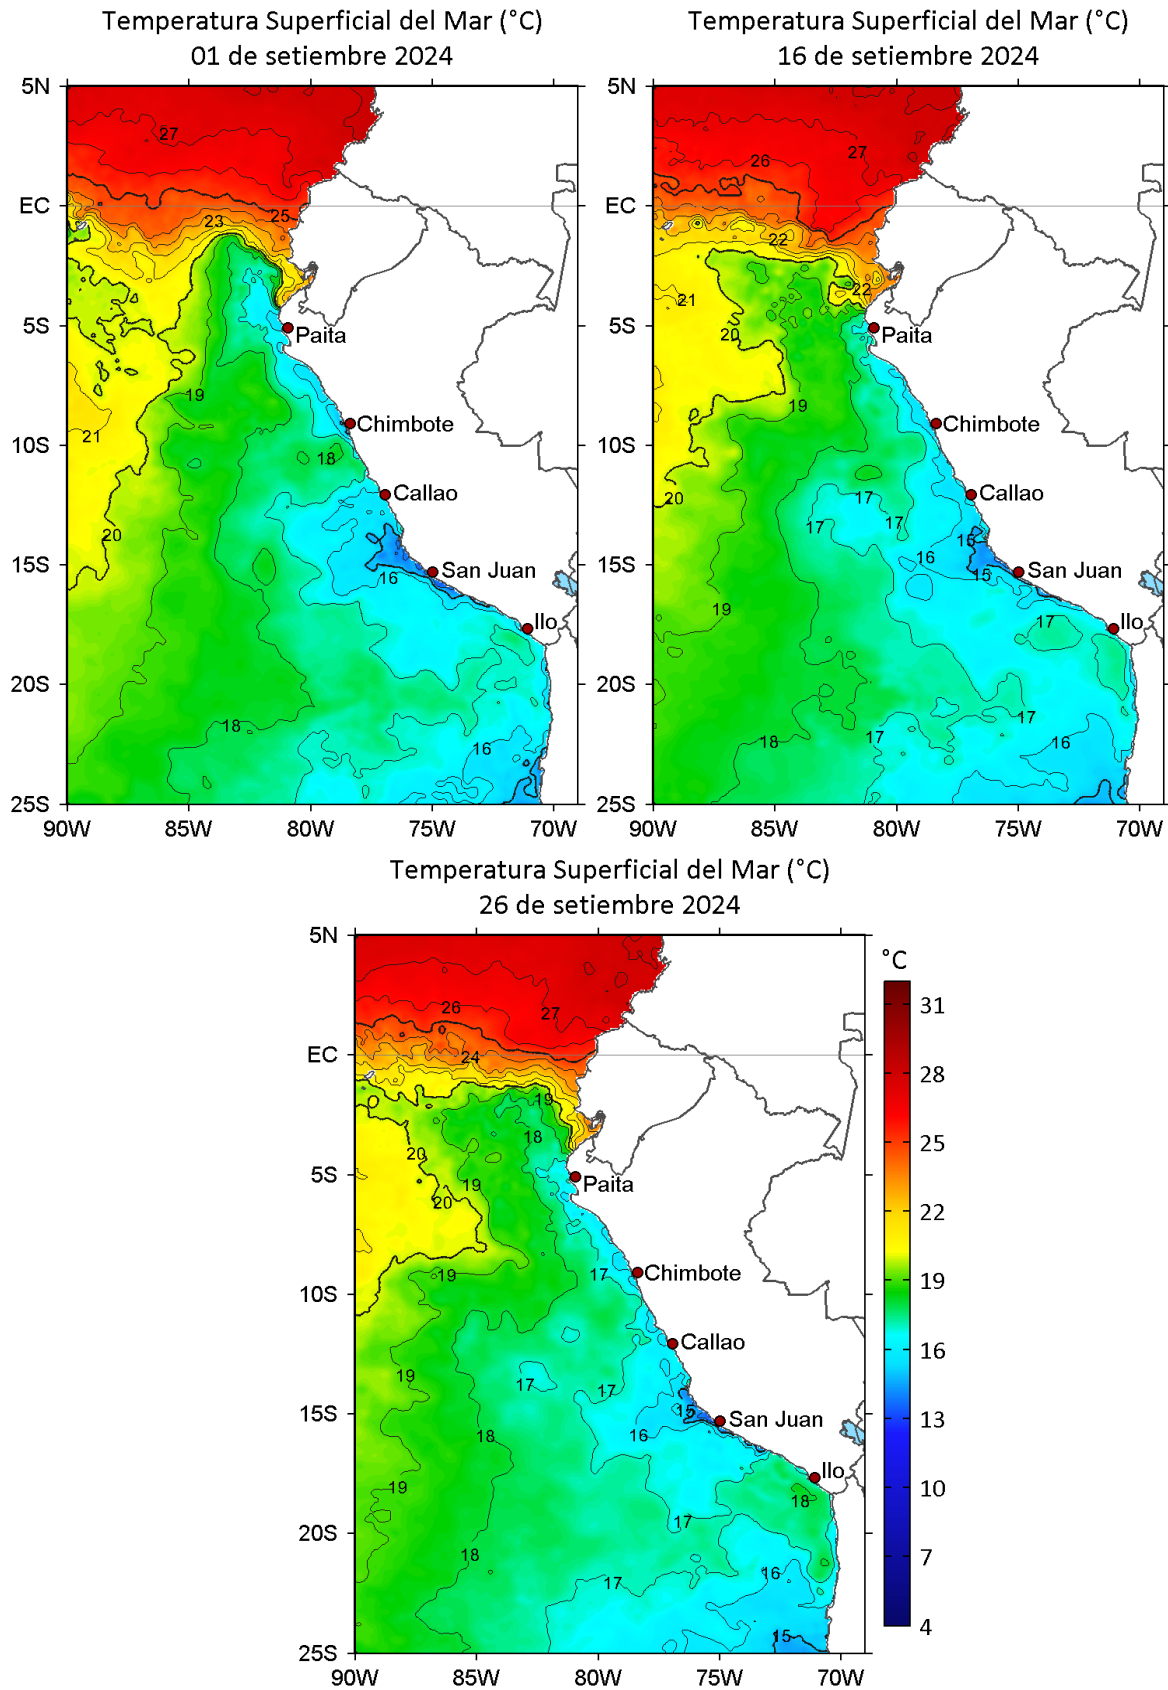 Temperatura Superficial del Mar (°C)
01 de setiembre 2024
5N
EC
5S
10S
15S
20S
25S
90W
85W
80W
75W
70W
27
25
23
19
21
18
20
16
18
16
Paita
Chimbote
Callao
San Juan
Ilo
Temperatura Superficial del Mar (°C)
16 de setiembre 2024
5N
EC
5S
10S
15S
20S
25S
90W
85W
80W
75W
70W
27
26
22
22
21
20
19
20
17
17
17
16
15
15
19
17
17
17
18
16
Paita
Chimbote
Callao
San Juan
Ilo
Temperatura Superficial del Mar (°C)
26 de setiembre 2024
5N
EC
5S
10S
15S
20S
25S
90W
85W
80W
75W
70W
26
27
24
19
18
20
19
20
19
17
19
17
17
15
18
16
19
18
17
18
17
16
15
Paita
Chimbote
Callao
San Juan
Ilo
°C
31
28
25
22
19
16
13
10
7
4